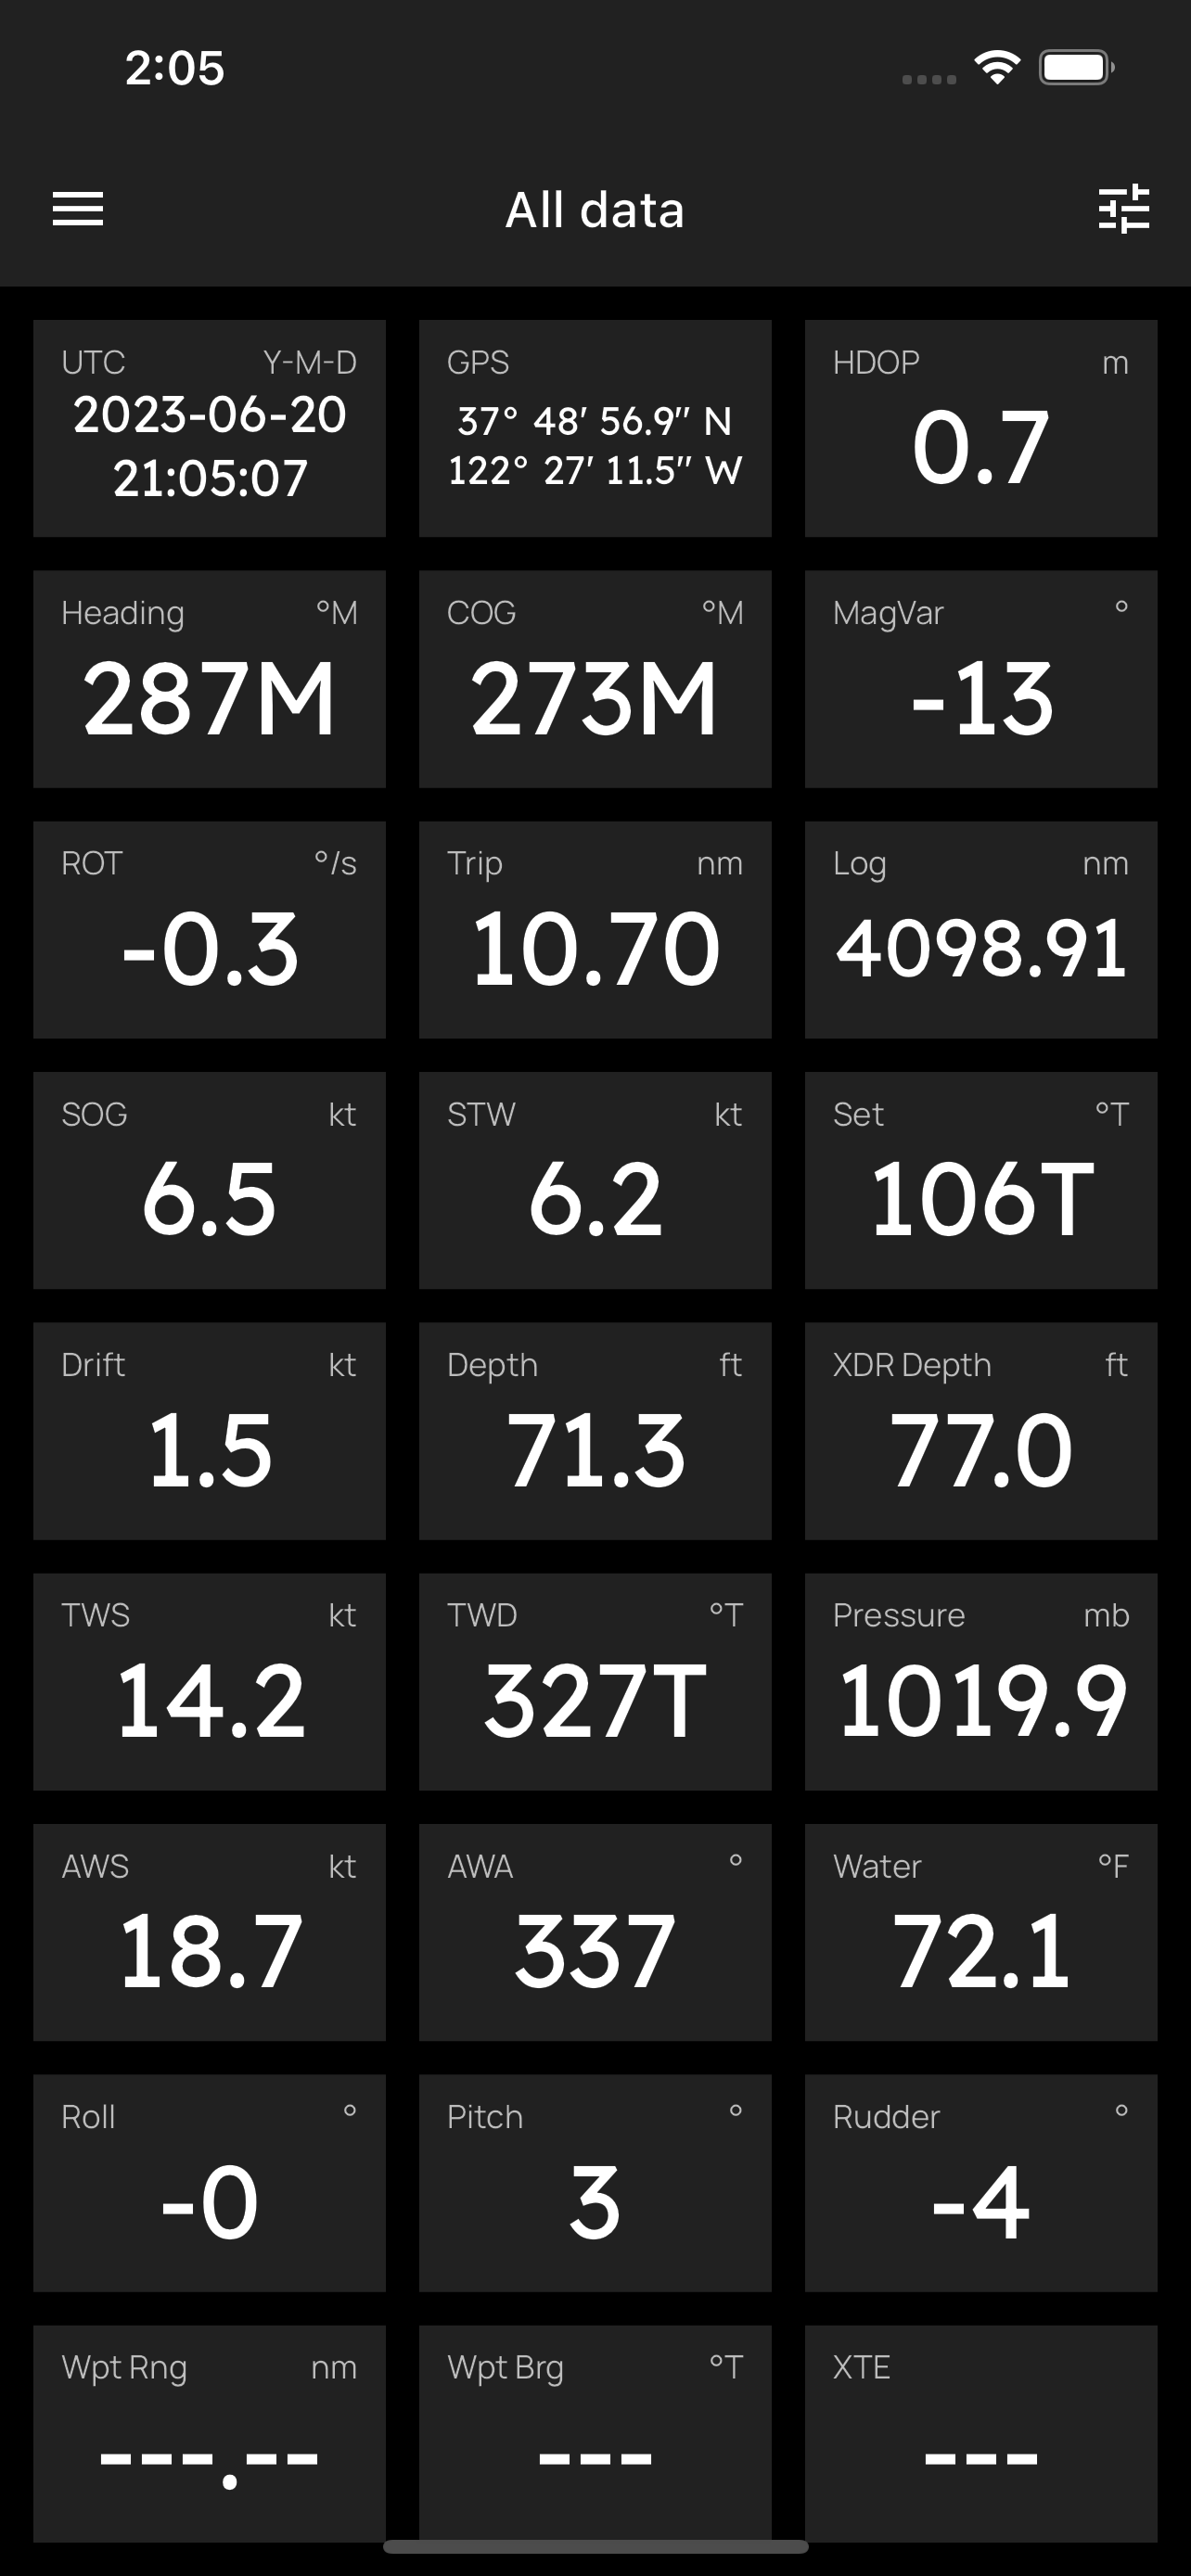 2:05
All data
UTC Y-M-D
2023-06-20
21:05:07
GPS
37° 48′ 56.9″ N
122° 27′ 11.5″ W
HDOP m
0.7
Heading °M
287M
COG °M
273M
MagVar °
-13
ROT °/s
-0.3
Trip nm
10.70
Log nm
4098.91
SOG kt
6.5
STW kt
6.2
Set °T
106T
Drift kt
1.5
Depth ft
71.3
XDR Depth ft
77.0
TWS kt
14.2
TWD °T
327T
Pressure mb
1019.9
AWS kt
18.7
AWA °
337
Water °F
72.1
Roll °
-0
Pitch °
3
Rudder °
-4
Wpt Rng nm
---.--
Wpt Brg °T
---
XTE
---